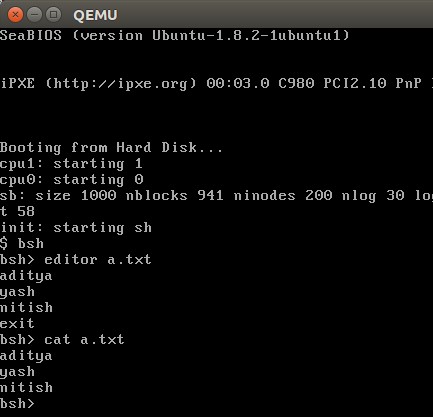 QEMU
SeaBIOS (version Ubuntu-1.8.2-1ubuntu1)
iPXE (http://ipxe.org) 00:03.0 C980 PCI2.10 PnP
Booting from Hard Disk...
cpu1: starting 1
cpu0: starting 0
sb: size 1000 nblocks 941 ninodes 200 nlog 30 log
t 58
init: starting sh
$ bsh
bsh> editor a.txt
aditya
yash
nitish
exit
bsh> cat a.txt
aditya
yash
nitish
bsh>